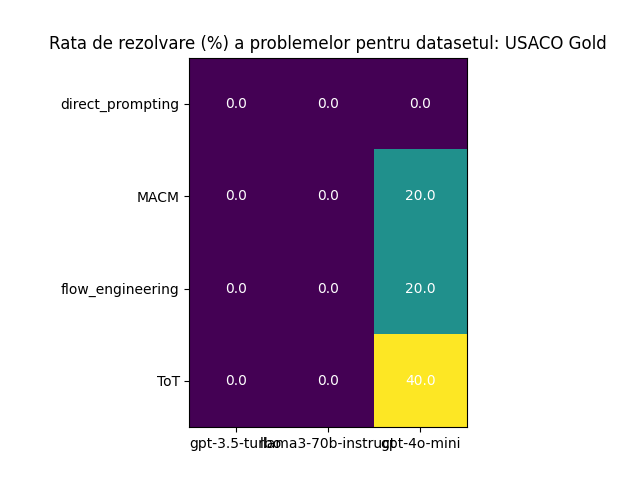 Rata de rezolvare (%) a problemelor pentru datasetul: USACO Gold
direct_prompting 0.0 0.0 0.0
MACM 0.0 0.0 20.0
flow_engineering 0.0 0.0 20.0
ToT 0.0 0.0 40.0
gpt-3.5-turbo llama3-70b-instruct gpt-4o-mini